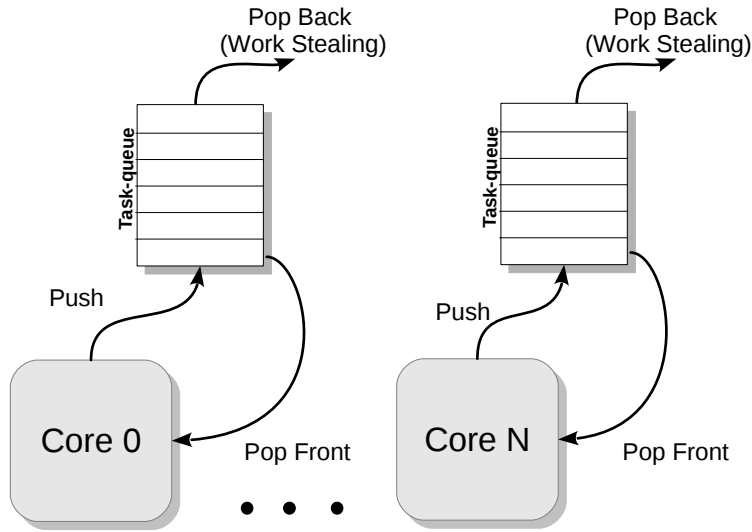 Pop Back
(Work Stealing)
Task-queue
Push
Core 0
Pop Front
Pop Back
(Work Stealing)
Task-queue
Push
Core N
Pop Front